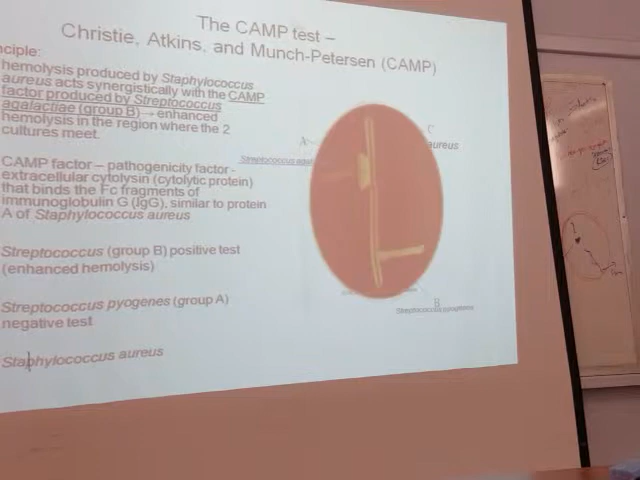 The CAMP test –
Christie, Atkins, and Munch-Petersen (CAMP)
nciple:
hemolysis produced by Staphylococcus
aureus acts synergistically with the CAMP
factor produced by Streptococcus
agalactiae (group B) → enhanced
hemolysis in the region where the 2
cultures meet.
CAMP factor – pathogenicity factor -
extracellular cytolysin (cytolytic protein)
that binds the Fc fragments of
immunoglobulin G (IgG), similar to protein
A of Staphylococcus aureus
Streptococcus (group B) positive test
(enhanced hemolysis)
Streptococcus pyogenes (group A)
negative test
Staphylococcus aureus
A
Streptococcus agal
C
aureus
B
Streptococcus pyogenes